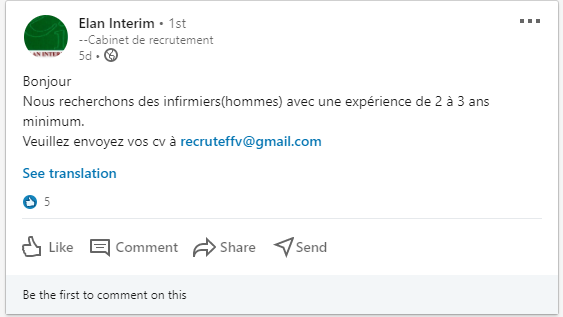 Elan Interim • 1st
--Cabinet de recrutement
5d •
AN INTER
Bonjour
Nous recherchons des infirmiers(hommes) avec une expérience de 2 à 3 ans
minimum.
Veuillez envoyez vos cv à recruteffv@gmail.com
See translation
5
Like Comment Share Send
Be the first to comment on this